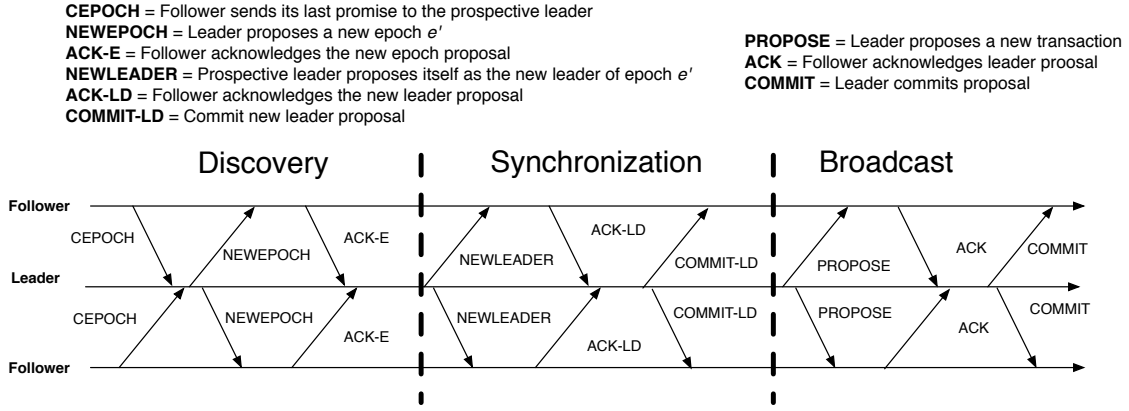 CEPOCH = Follower sends its last promise to the prospective leader
NEWEPOCH = Leader proposes a new epoch e'
ACK-E = Follower acknowledges the new epoch proposal
NEWLEADER = Prospective leader proposes itself as the new leader of epoch e'
ACK-LD = Follower acknowledges the new leader proposal
COMMIT-LD = Commit new leader proposal
PROPOSE = Leader proposes a new transaction
ACK = Follower acknowledges leader proosal
COMMIT = Leader commits proposal
Discovery
Synchronization
Broadcast
Follower
CEPOCH
NEWEPOCH
ACK-E
NEWLEADER
ACK-LD
COMMIT-LD
PROPOSE
ACK
COMMIT
Leader
CEPOCH
NEWEPOCH
ACK-E
NEWLEADER
ACK-LD
COMMIT-LD
PROPOSE
ACK
COMMIT
Follower